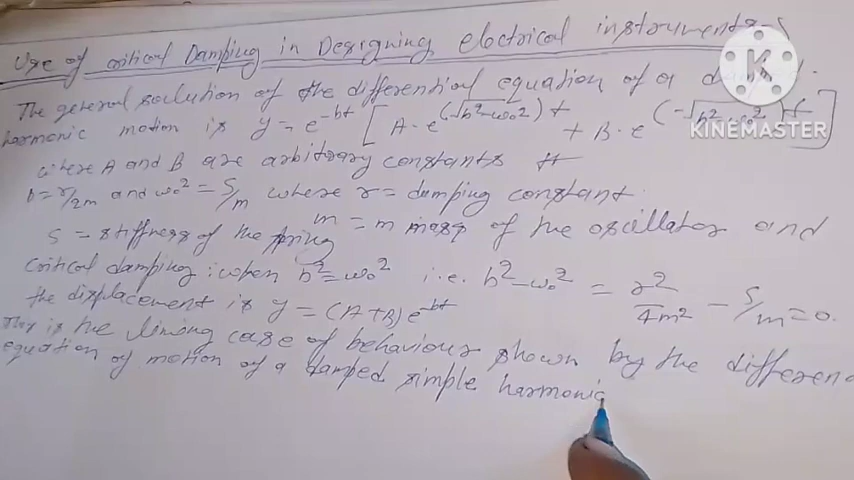 Use of critical Damping in Designing electrical instruments :-
The general soulution of the differential equation of a damped
harmonic motion is y = e^-bt [A·e^(√b²-ω₀²)t + B·e^(-√b²-ω₀²)t]
where A and B are arbitrary constants
b = r/2m and ω₀² = S/m where r = damping constant.
S = stiffness of the spring m = m mass of the oscillator and
critical damping : when b² = ω₀² i.e. b² - ω₀² = r²/4m² - S/m = 0.
the displacement is y = (A+B) e^-bt
This is the liming case of behaviour shown by the differen
equation of motion of a damped simple harmonic
KINEMASTER